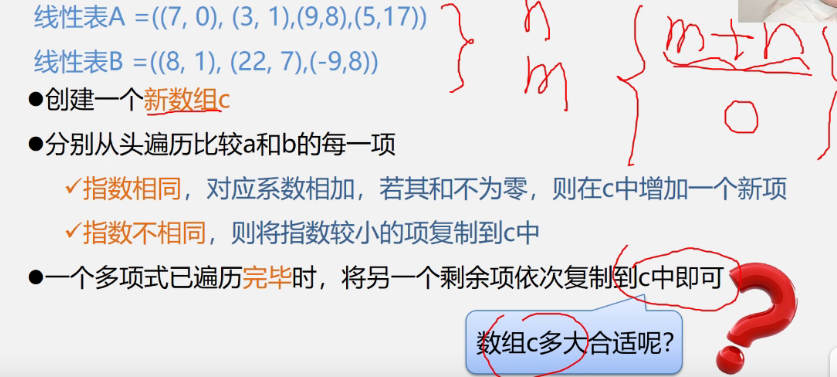 线性表A =((7, 0), (3, 1),(9,8),(5,17))
n
m+n
线性表B =((8, 1), (22, 7),(-9,8))
m
0
●创建一个新数组c
●分别从头遍历比较a和b的每一项
✓指数相同，对应系数相加，若其和不为零，则在c中增加一个新项
✓指数不相同，则将指数较小的项复制到c中
●一个多项式已遍历完毕时，将另一个剩余项依次复制到c中即可
数组c多大合适呢?